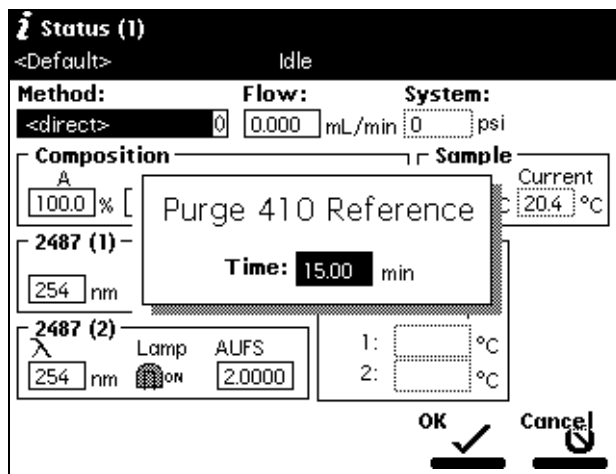 i Status (1)
<Default> Idle
Method: Flow: System:
<direct> 0 0.000 mL/min 0 psi
Composition Sample
A Current
100.0 % C 20.4 °C
Purge 410 Reference
Time: 15.00 min
2487 (1)
254 nm
2487 (2)
λ Lamp AUFS
254 nm ON 2.0000
1: °C
2: °C
OK Cancel